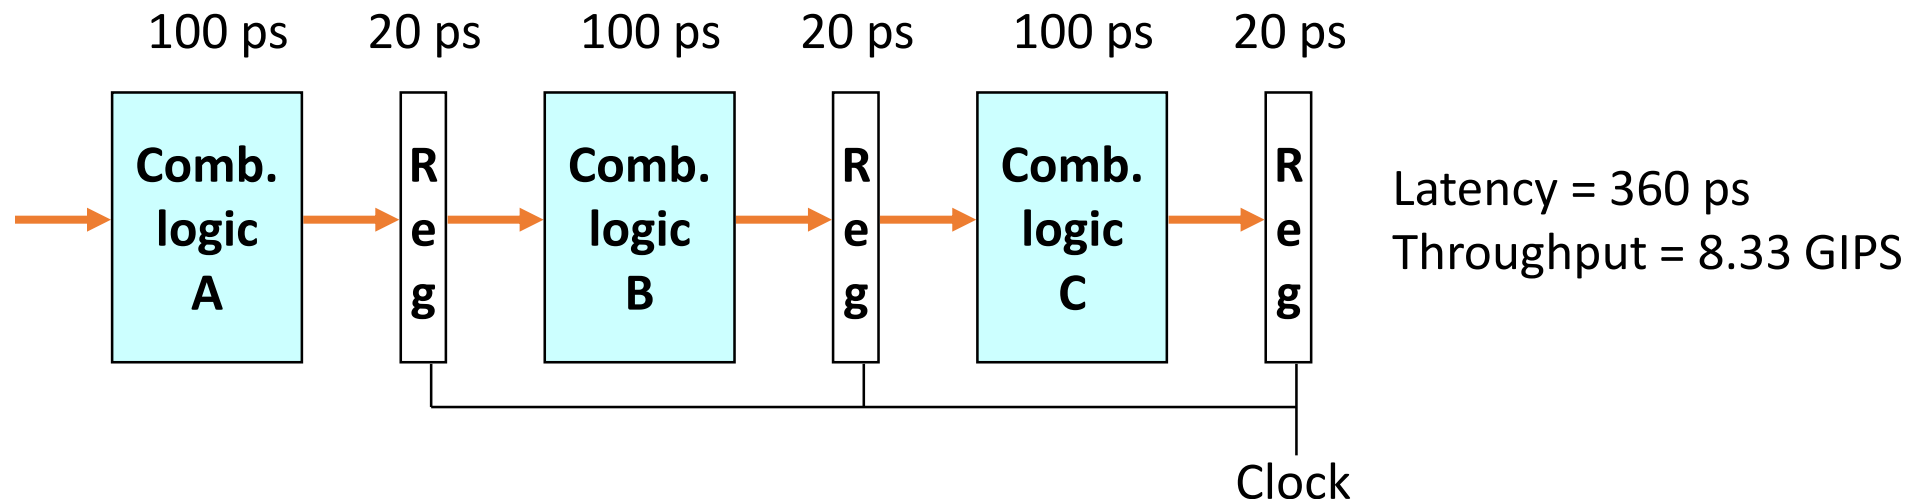 100 ps 20 ps 100 ps 20 ps 100 ps 20 ps
Comb.
logic
A
R
e
g
Comb.
logic
B
R
e
g
Comb.
logic
C
R
e
g
Latency = 360 ps
Throughput = 8.33 GIPS
Clock